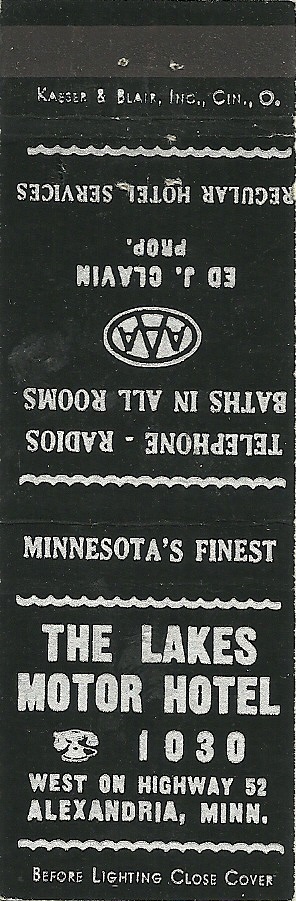 KAESER & BLAIR, INC., CIN., O.
TELEPHONE - RADIOS
BATHS IN ALL ROOMS
AAA
ED J. CLAVIN
PROP.
REGULAR HOTEL SERVICES
MINNESOTA'S FINEST
THE LAKES
MOTOR HOTEL
1030
WEST ON HIGHWAY 52
ALEXANDRIA, MINN.
BEFORE LIGHTING CLOSE COVER